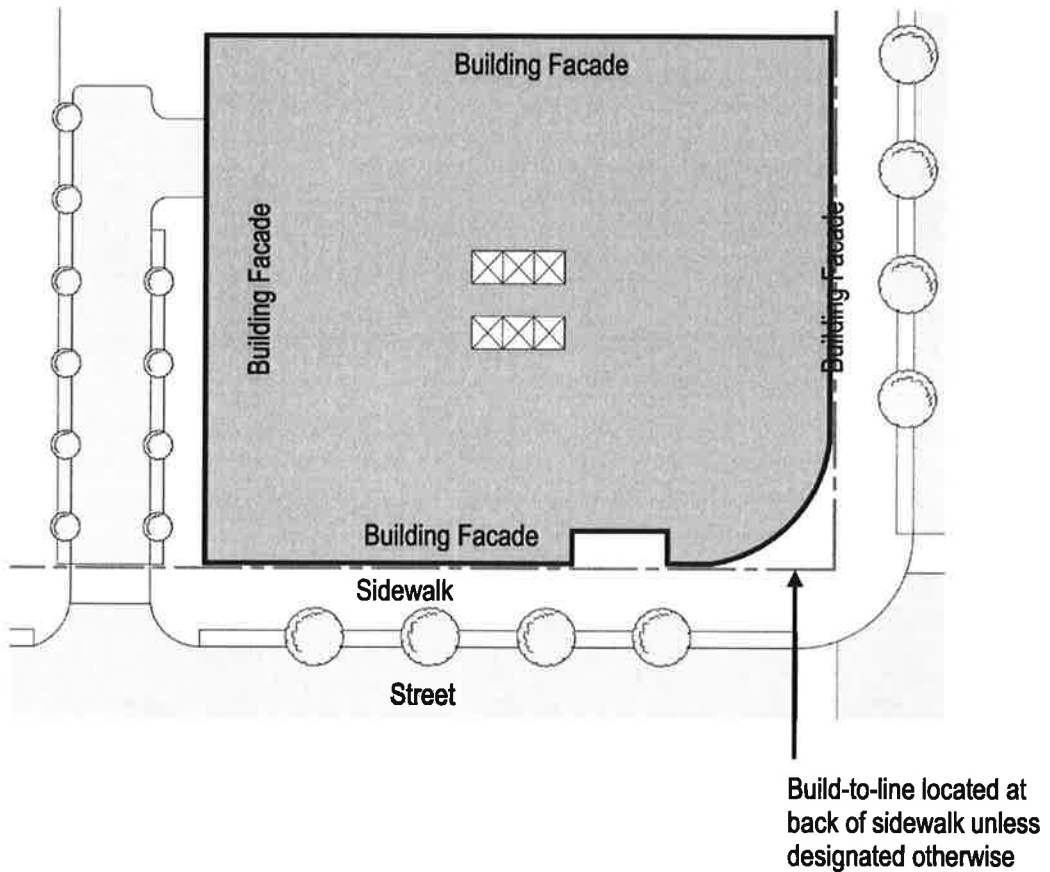 Building Facade
Building Facade
Building Facade
Building Facade
Sidewalk
Street
Build-to-line located at
back of sidewalk unless
designated otherwise